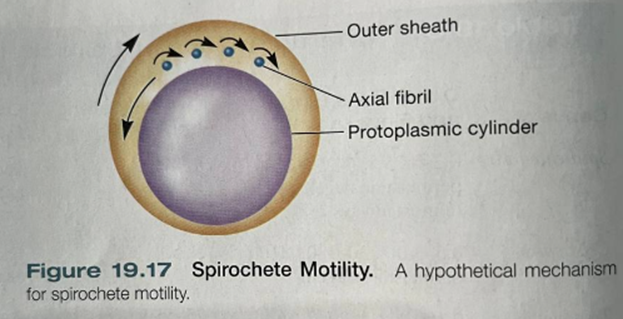 Outer sheath
Axial fibril
Protoplasmic cylinder
Figure 19.17 Spirochete Motility. A hypothetical mechanism
for spirochete motility.